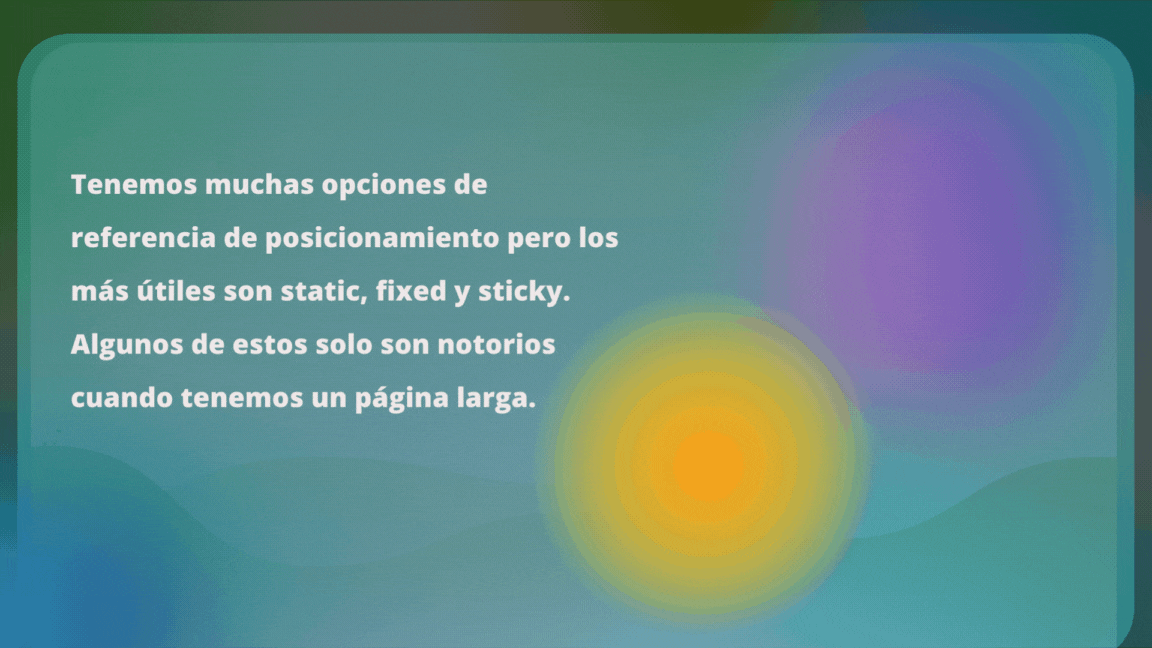 Tenemos muchas opciones de
referencia de posicionamiento pero los
más útiles son static, fixed y sticky.
Algunos de estos solo son notorios
cuando tenemos un página larga.